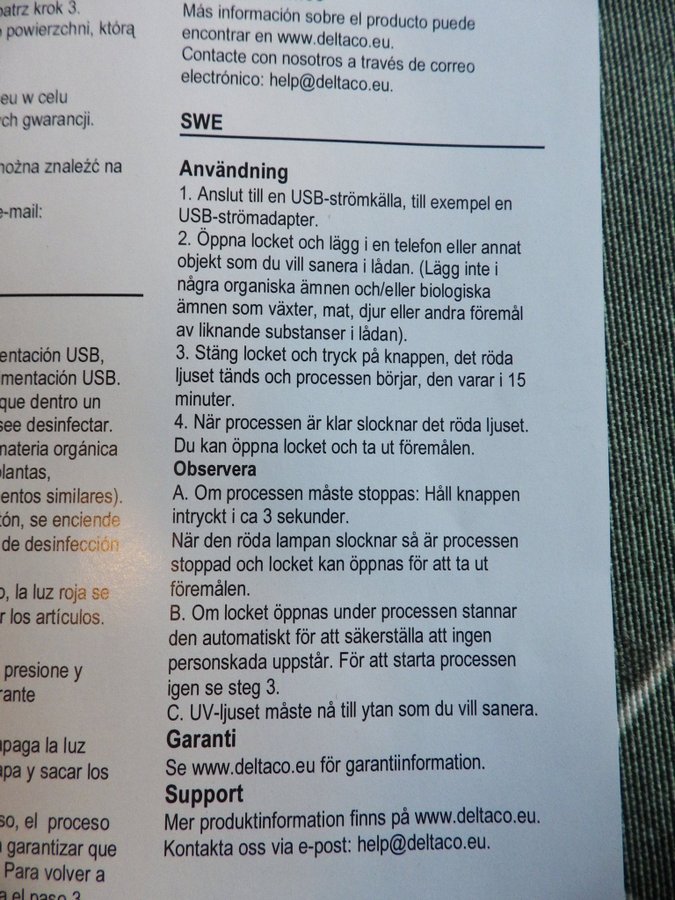 patrz krok 3.
powierzchni, którą
eu w celu
ych gwarancji.
można znaleźć na
e-mail:
entación USB,
imentación USB.
que dentro un
see desinfectar.
materia orgánica
plantas,
mentos similares).
tón, se enciende
de desinfección
o, la luz roja se
r los artículos.
presione y
rante
apaga la luz
apa y sacar los
so, el proceso
garantizar que
Para volver a
a el paso 3
Más información sobre el producto puede
encontrar en www.deltaco.eu.
Contacte con nosotros a través de correo
electrónico: help@deltaco.eu.
SWE
Användning
1. Anslut till en USB-strömkälla, till exempel en
USB-strömadapter.
2. Öppna locket och lägg i en telefon eller annat
objekt som du vill sanera i lådan. (Lägg inte i
några organiska ämnen och/eller biologiska
ämnen som växter, mat, djur eller andra föremål
av liknande substanser i lådan).
3. Stäng locket och tryck på knappen, det röda
ljuset tänds och processen börjar, den varar i 15
minuter.
4. När processen är klar slocknar det röda ljuset.
Du kan öppna locket och ta ut föremålen.
Observera
A. Om processen måste stoppas: Håll knappen
intryckt i ca 3 sekunder.
När den röda lampan slocknar så är processen
stoppad och locket kan öppnas för att ta ut
föremålen.
B. Om locket öppnas under processen stannar
den automatiskt för att säkerställa att ingen
personskada uppstår. För att starta processen
igen se steg 3.
C. UV-ljuset måste nå till ytan som du vill sanera.
Garanti
Se www.deltaco.eu för garantiinformation.
Support
Mer produktinformation finns på www.deltaco.eu.
Kontakta oss via e-post: help@deltaco.eu.